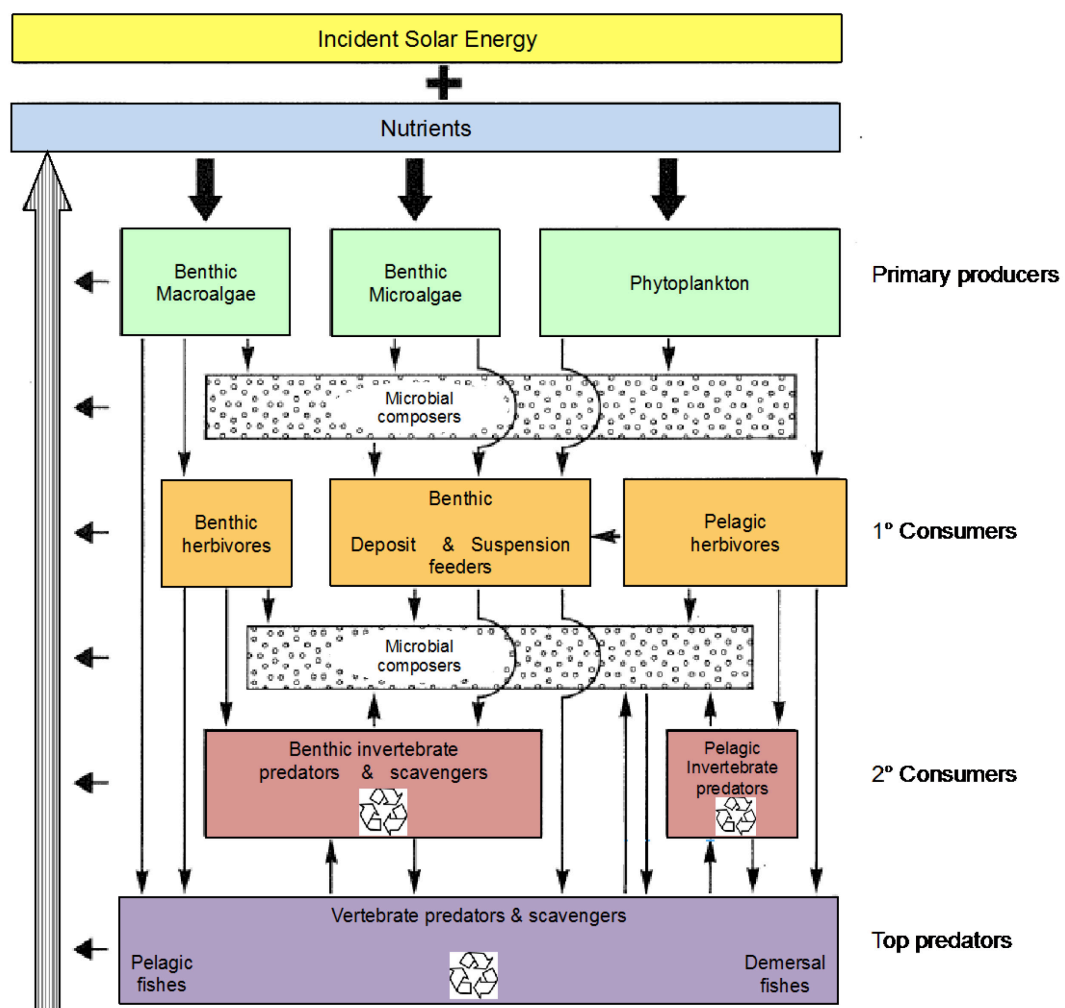 Incident Solar Energy
+
Nutrients
Benthic
Macroalgae
Benthic
Microalgae
Phytoplankton
Primary producers
Microbial
composers
Benthic
herbivores
Benthic
Deposit & Suspension
feeders
Pelagic
herbivores
1º Consumers
Microbial
composers
Benthic invertebrate
predators & scavengers
Pelagic
Invertebrate
predators
2º Consumers
Vertebrate predators & scavengers
Pelagic
fishes
Demersal
fishes
Top predators